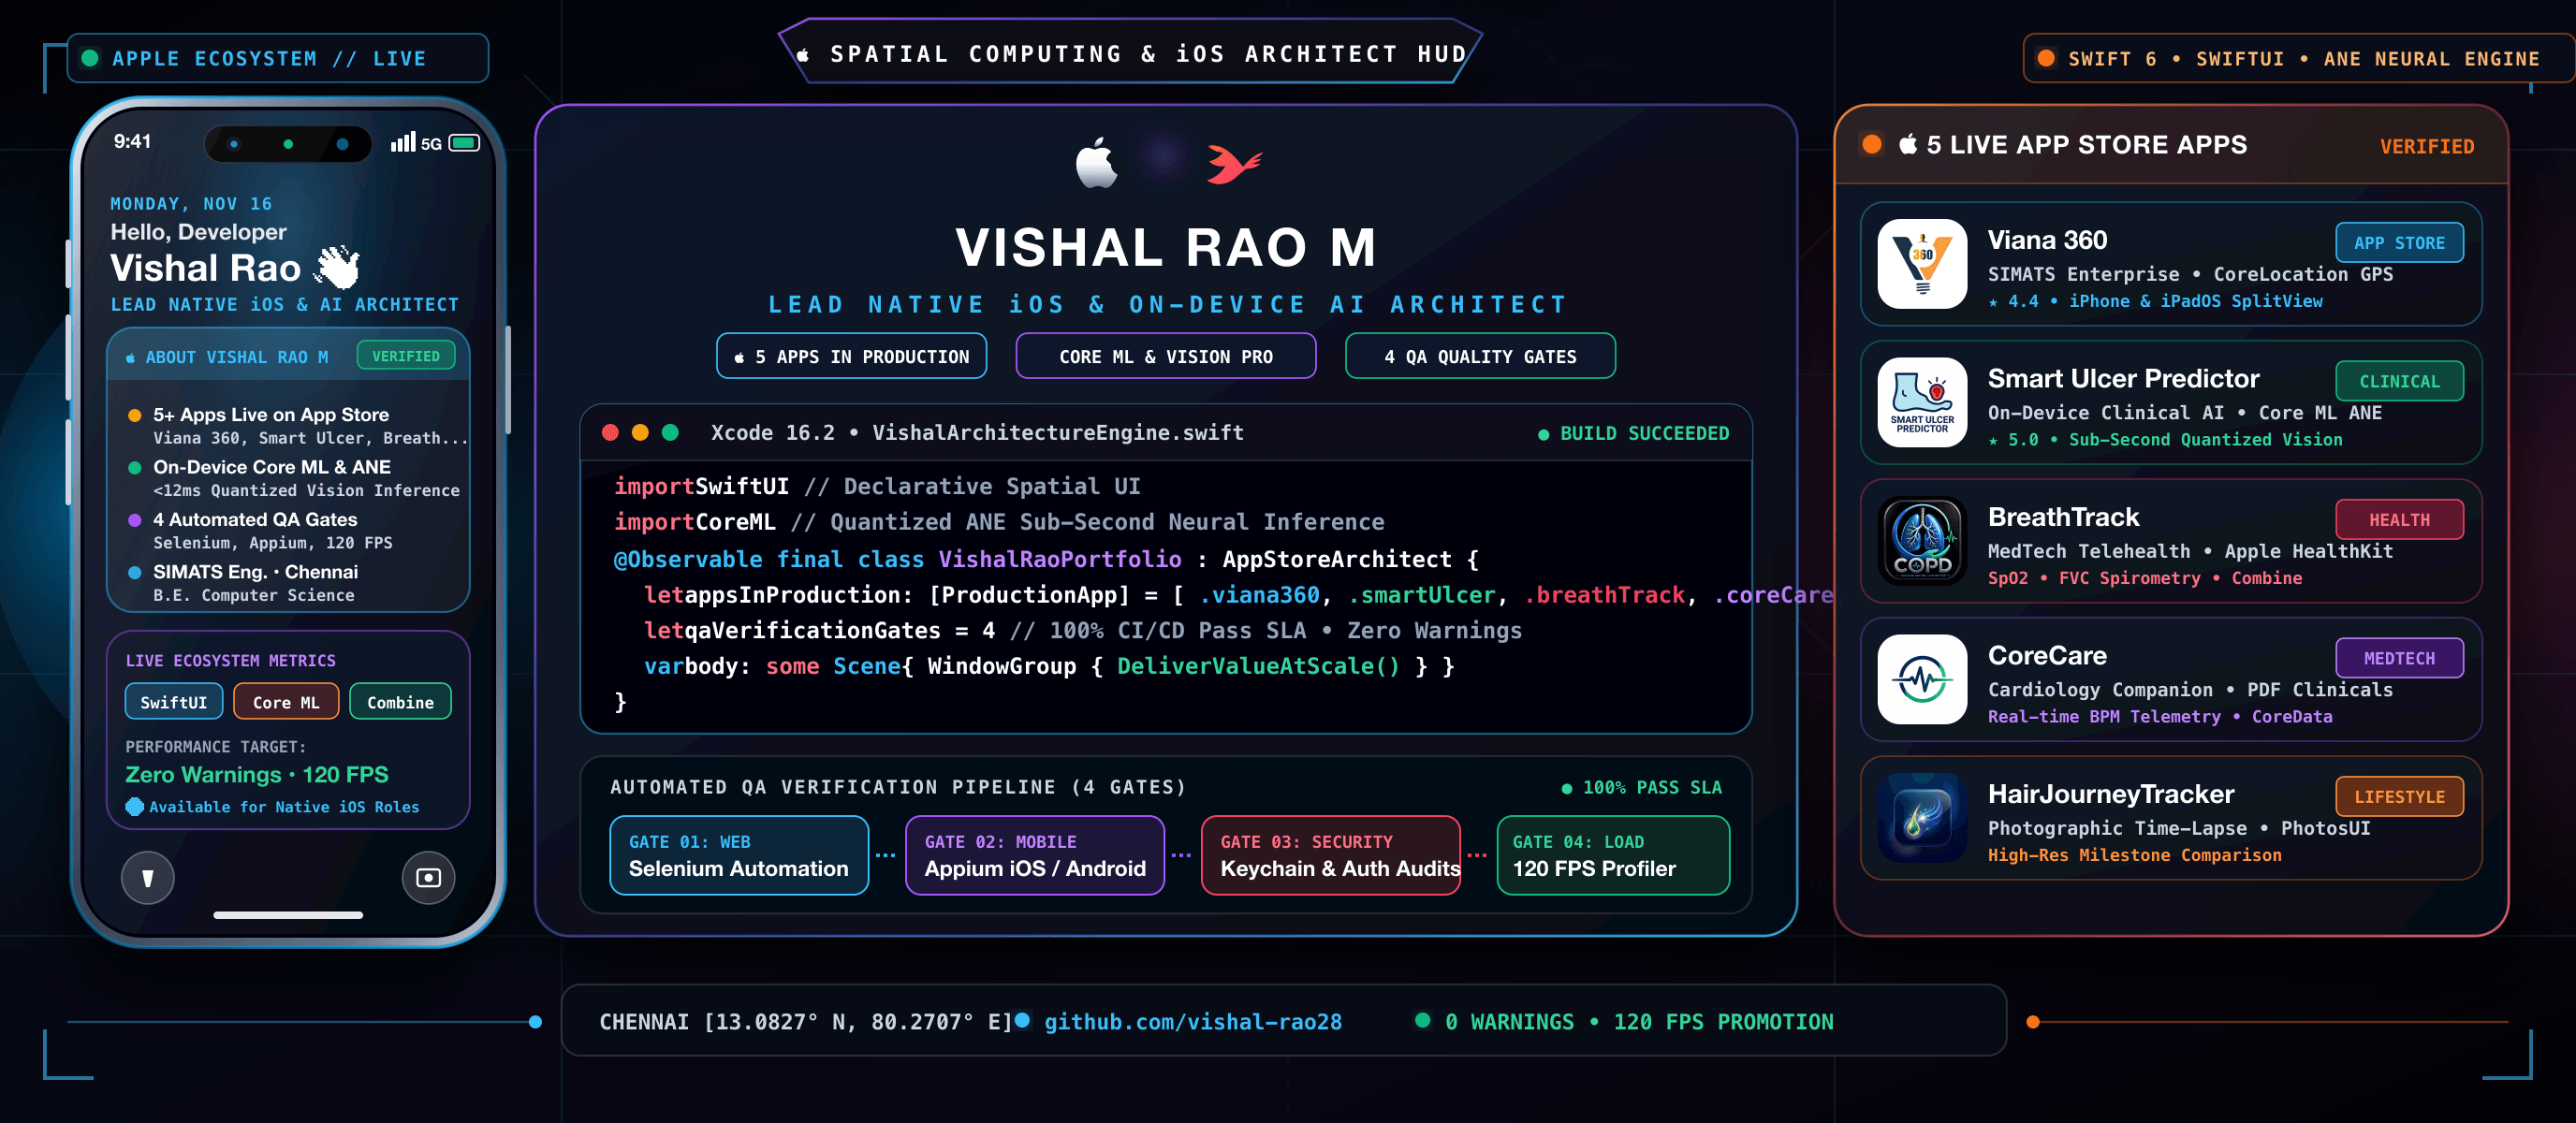 APPLE ECOSYSTEM // LIVE
SPATIAL COMPUTING & iOS ARCHITECT HUD
SWIFT 6 • SWIFTUI • ANE NEURAL ENGINE
9:41
5G
MONDAY, NOV 16
Hello, Developer
Vishal Rao
LEAD NATIVE iOS & AI ARCHITECT
ABOUT VISHAL RAO M
VERIFIED
5+ Apps Live on App Store
Viana 360, Smart Ulcer, Breath...
On-Device Core ML & ANE
<12ms Quantized Vision Inference
4 Automated QA Gates
Selenium, Appium, 120 FPS
SIMATS Eng. • Chennai
B.E. Computer Science
LIVE ECOSYSTEM METRICS
SwiftUI
Core ML
Combine
PERFORMANCE TARGET:
Zero Warnings • 120 FPS
Available for Native iOS Roles
VISHAL RAO M
LEAD NATIVE iOS & ON–DEVICE AI ARCHITECT
5 APPS IN PRODUCTION
CORE ML & VISION PRO
4 QA QUALITY GATES
Xcode 16.2 • VishalArchitectureEngine.swift
● BUILD SUCCEEDED
importSwiftUI // Declarative Spatial UI
importCoreML // Quantized ANE Sub–Second Neural Inference
@Observable final class VishalRaoPortfolio : AppStoreArchitect {
letappsInProduction: [ProductionApp] = [ .viana360, .smartUlcer, .breathTrack, .coreCare
letqaVerificationGates = 4 // 100% CI/CD Pass SLA • Zero Warnings
varbody: some Scene{ WindowGroup { DeliverValueAtScale() } }
}
AUTOMATED QA VERIFICATION PIPELINE (4 GATES)
● 100% PASS SLA
GATE 01: WEB
Selenium Automation
GATE 02: MOBILE
Appium iOS / Android
GATE 03: SECURITY
Keychain & Auth Audits
GATE 04: LOAD
120 FPS Profiler
5 LIVE APP STORE APPS
VERIFIED
360
Viana 360
APP STORE
SIMATS Enterprise • CoreLocation GPS
★ 4.4 • iPhone & iPadOS SplitView
SMART ULCER
PREDICTOR
Smart Ulcer Predictor
CLINICAL
On–Device Clinical AI • Core ML ANE
★ 5.0 • Sub–Second Quantized Vision
COPD
BreathTrack
HEALTH
MedTech Telehealth • Apple HealthKit
SpO2 • FVC Spirometry • Combine
CoreCare
MEDTECH
Cardiology Companion • PDF Clinicals
Real–time BPM Telemetry • CoreData
HairJourneyTracker
LIFESTYLE
Photographic Time–Lapse • PhotosUI
High–Res Milestone Comparison
CHENNAI [13.0827° N, 80.2707° E]
github.com/vishal–rao28
0 WARNINGS • 120 FPS PROMOTION